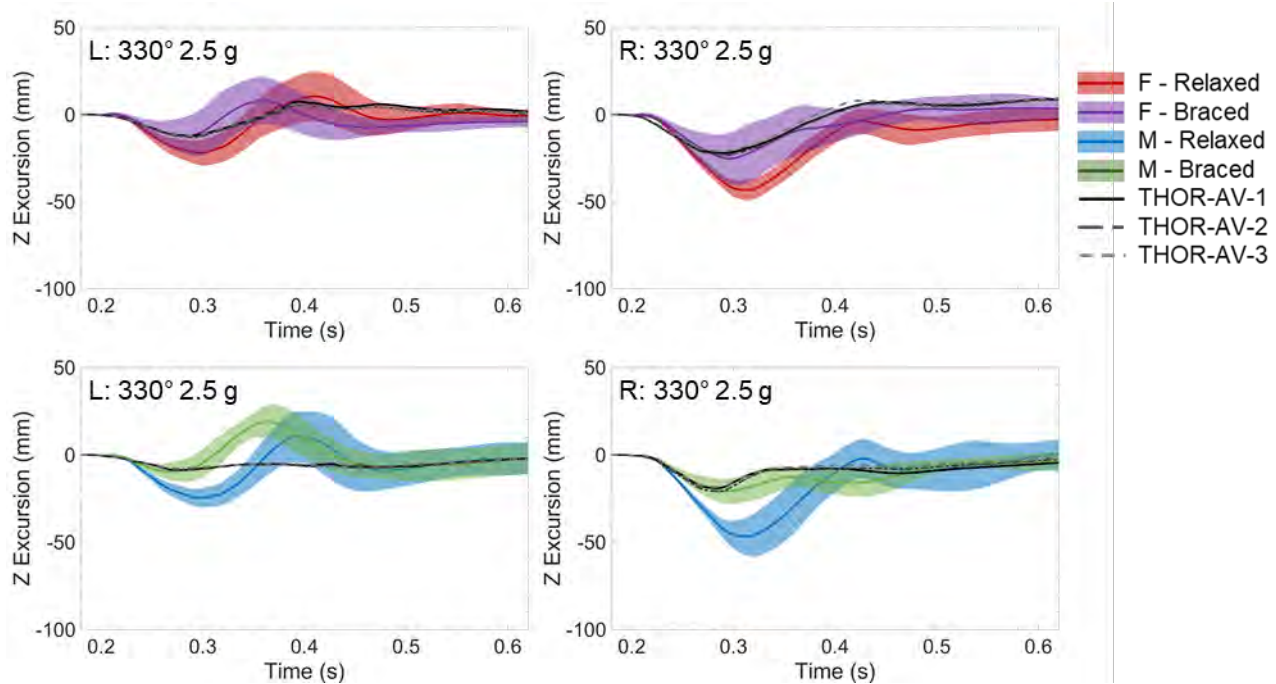 L: 330° 2.5 g
50
0
-50
-100
Z Excursion (mm)
0.2 0.3 0.4 0.5 0.6
Time (s)
R: 330° 2.5 g
50
0
-50
-100
Z Excursion (mm)
0.2 0.3 0.4 0.5 0.6
Time (s)
F - Relaxed
F - Braced
M - Relaxed
M - Braced
THOR-AV-1
THOR-AV-2
THOR-AV-3
L: 330° 2.5 g
50
0
-50
-100
Z Excursion (mm)
0.2 0.3 0.4 0.5 0.6
Time (s)
R: 330° 2.5 g
50
0
-50
-100
Z Excursion (mm)
0.2 0.3 0.4 0.5 0.6
Time (s)